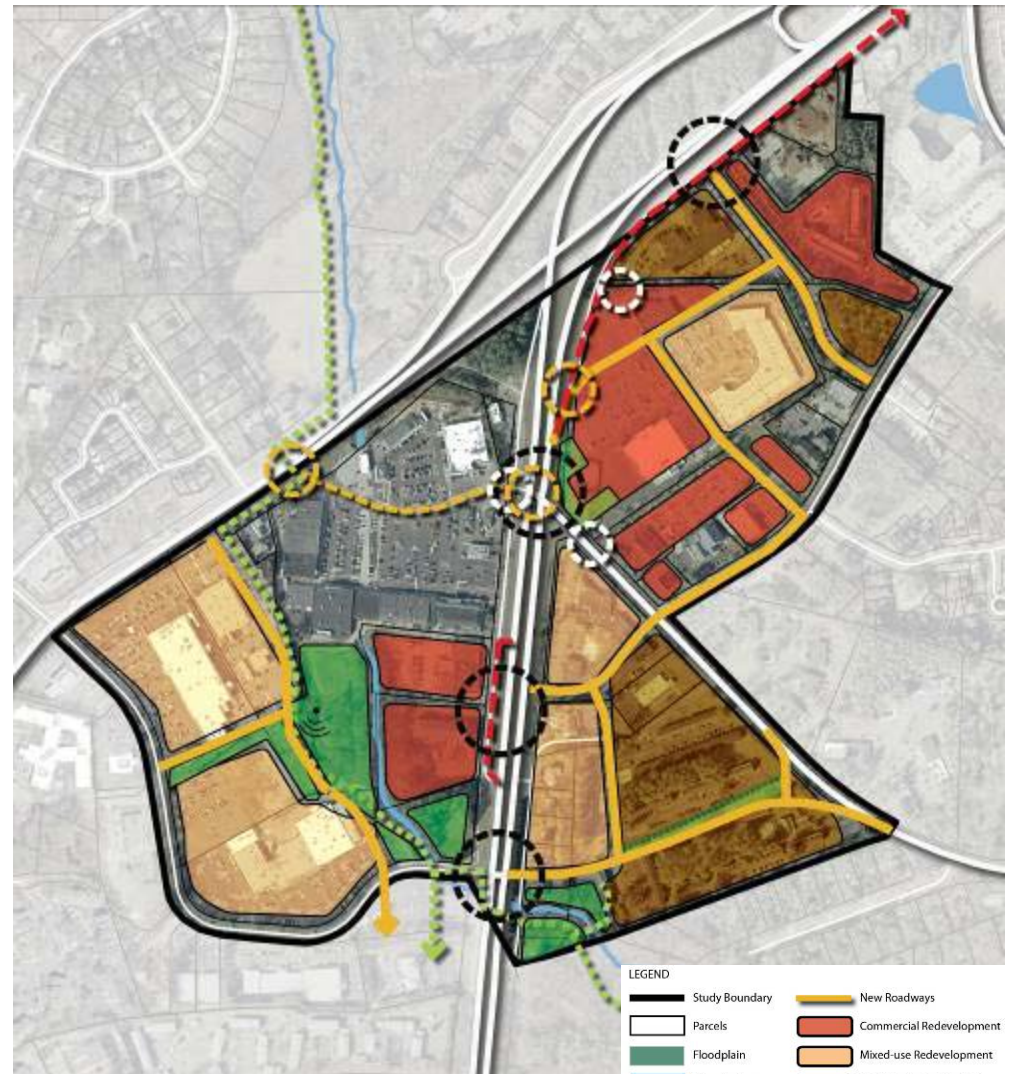 LEGEND
Study Boundary
New Roadways
Parcels
Commercial Redevelopment
Floodplain
Mixed-use Redevelopment